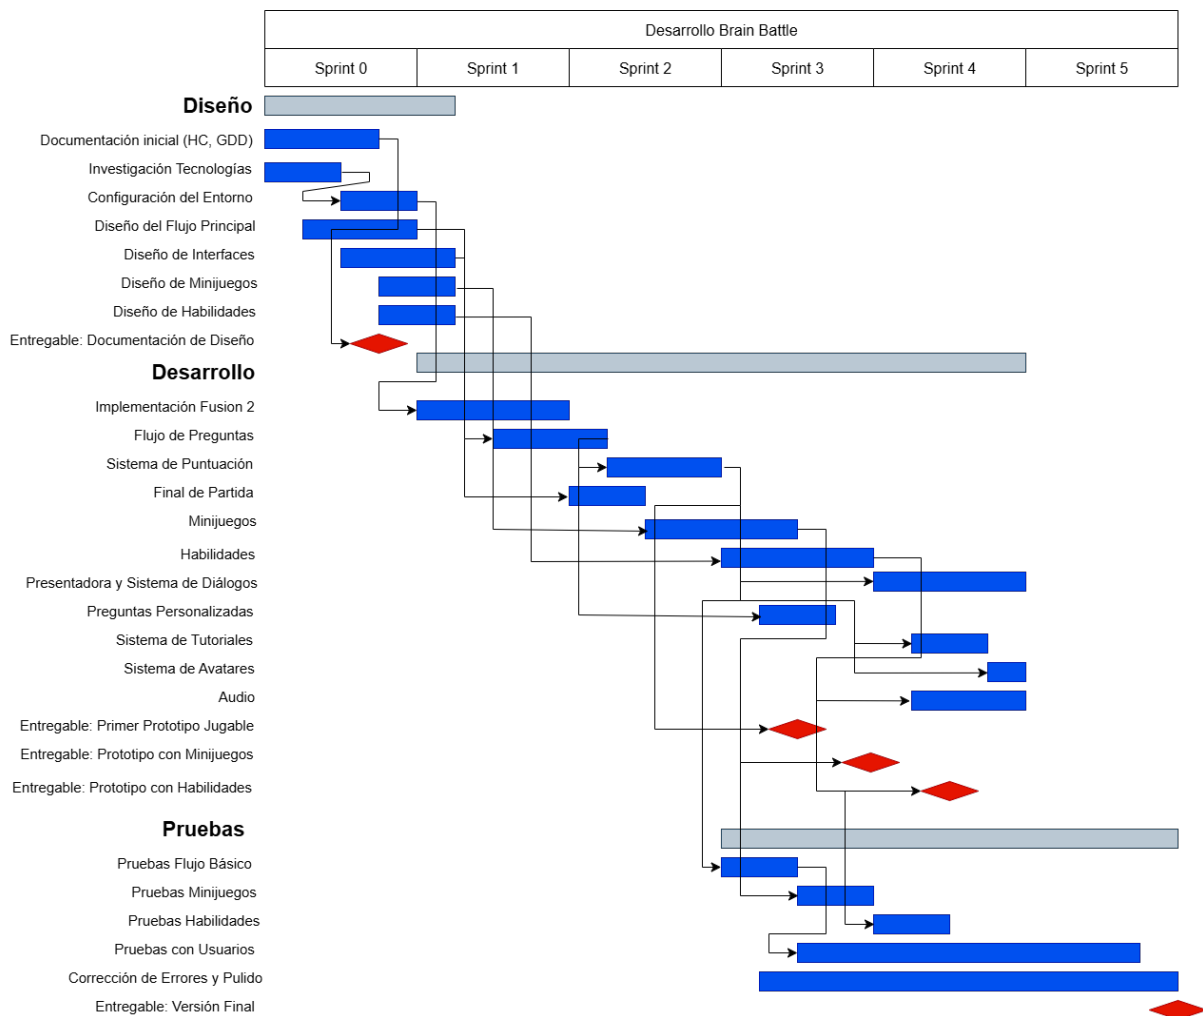 Desarrollo Brain Battle
Sprint 0
Sprint 1
Sprint 2
Sprint 3
Sprint 4
Sprint 5
Diseño
Documentación inicial (HC, GDD)
Investigación Tecnologías
Configuración del Entorno
Diseño del Flujo Principal
Diseño de Interfaces
Diseño de Minijuegos
Diseño de Habilidades
Entregable: Documentación de Diseño
Desarrollo
Implementación Fusion 2
Flujo de Preguntas
Sistema de Puntuación
Final de Partida
Minijuegos
Habilidades
Presentadora y Sistema de Diálogos
Preguntas Personalizadas
Sistema de Tutoriales
Sistema de Avatares
Audio
Entregable: Primer Prototipo Jugable
Entregable: Prototipo con Minijuegos
Entregable: Prototipo con Habilidades
Pruebas
Pruebas Flujo Básico
Pruebas Minijuegos
Pruebas Habilidades
Pruebas con Usuarios
Corrección de Errores y Pulido
Entregable: Versión Final